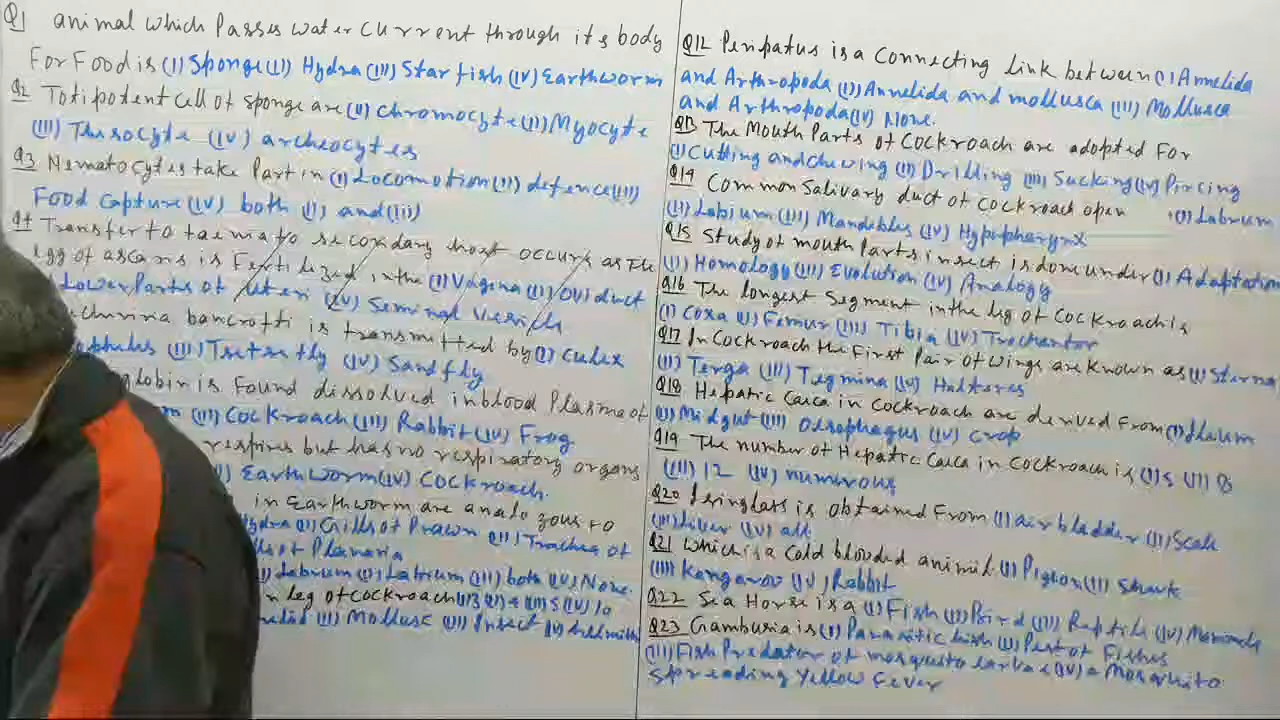 Q1 animal which Passes water current through its body
For Food is (I) Sponge (II) Hydra (III) Star fish (IV) Earthworm
Q2 Totipotent cell of sponge are (I) chromocyte (II) Myocyte
(III) Thesocyte (IV) archeocytes
Q3 Nematocytes take Part in (I) Locomotion (II) defence (III)
Food capture (IV) both (I) and (iii)
Q4 Transfer to taenia to secondary host occurs as
egg of ascaris is Fertilized in the (I) Vagina (II) oviduct
Lower Parts of uteri (IV) Seminal vesicle
bancrofti is transmitted by (I) culex
(III) Tsetse fly (IV) Sand fly
globin is found dissolved in blood Plasma of
(II) Cockroach (III) Rabbit (IV) Frog
respires but has no respiratory organs
Earthworm (IV) Cockroach.
in Earthworm are analogous to
Hydra (II) Gills of Prawn (III) Trachea of
of Planaria
(I) Labrum (II) Labrium (III) both (IV) None.
leg of cockroach (III) 5 (IV) 10
(II) Mollusc (III) Insect (IV)
Q12 Peripatus is a connecting link between (I) Annelida
and Arthropoda (II) Annelida and mollusca (III) Mollusca
and Arthropoda (IV) None.
The Mouth Parts of Cockroach are adopted For
(I) Cutting and chewing (II) Drilling (III) Sucking (IV) Pircing
Q14 Common Salivary duct of cockroach open (I) Labrum
(II) Labium (III) Mandibles (IV) Hypopharynx
Q15 Study of mouth Parts insect is done under (I) Adaptation
(II) Homology (III) Evolution (IV) Analogy
Q16 The longest Segment in the leg of Cockroach is
(I) Coxa (II) Femur (III) Tibia (IV) Trochantor
Q17 In Cockroach the First Pair of wings are known as (I) Sterna
(II) Terga (III) Tegmina (IV) Halteres
Q18 Hepatic Caeca in Cockroach are derived From (I) Ileum
(II) Midgut (III) Oesophagus (IV) Crop
Q19 The number of Hepatic Caeca in cockroach is (I) 5 (II) 8
(III) 12 (IV) numirous
Q20 is obtained From (I) air bladder (II) Scale
(III) Liver (IV) all
Q21 which is a cold blooded animal (I) Pigeon (II) Shark
(III) Kangaroo (IV) Rabbit
Q22 Sea Horse is a (I) Fish (II) Bird (III) Reptile (IV) Mammals
Q23 Gambusia is (I) Parasitic Fish (II) Pest of Fishes
(III) Fish Predator of mosquito larvae (IV) a Mosquito
Spreading Yellow Fever